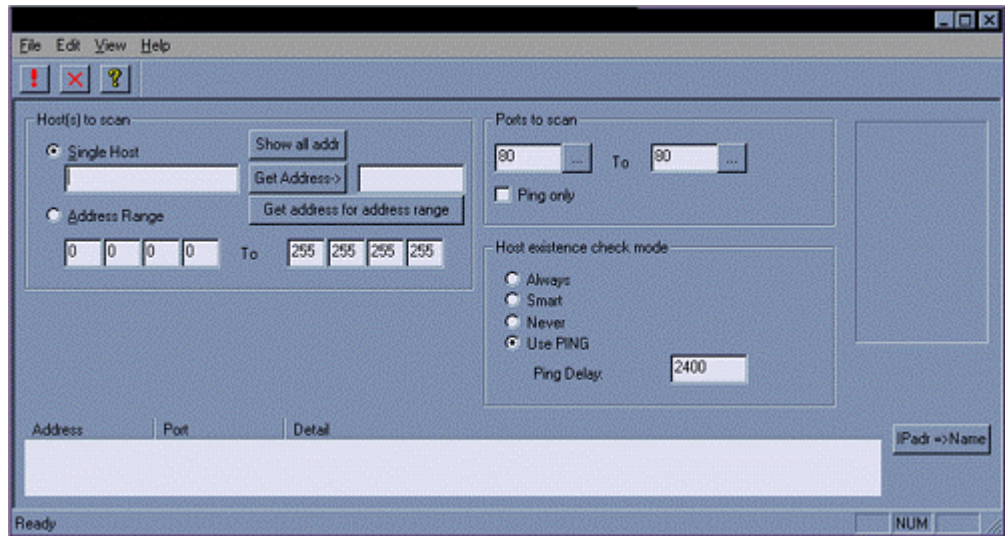 File Edit View Help
! X ?
Host(s) to scan
Single Host
Show all addr
Get Address->
Address Range
Get address for address range
0 0 0 0 To 255 255 255 255
Ports to scan
80 ... To 80 ...
Ping only
Host existence check mode
Always
Smart
Never
Use PING
Ping Delay: 2400
Address Port Detail
IPadr =>Name
Ready NUM